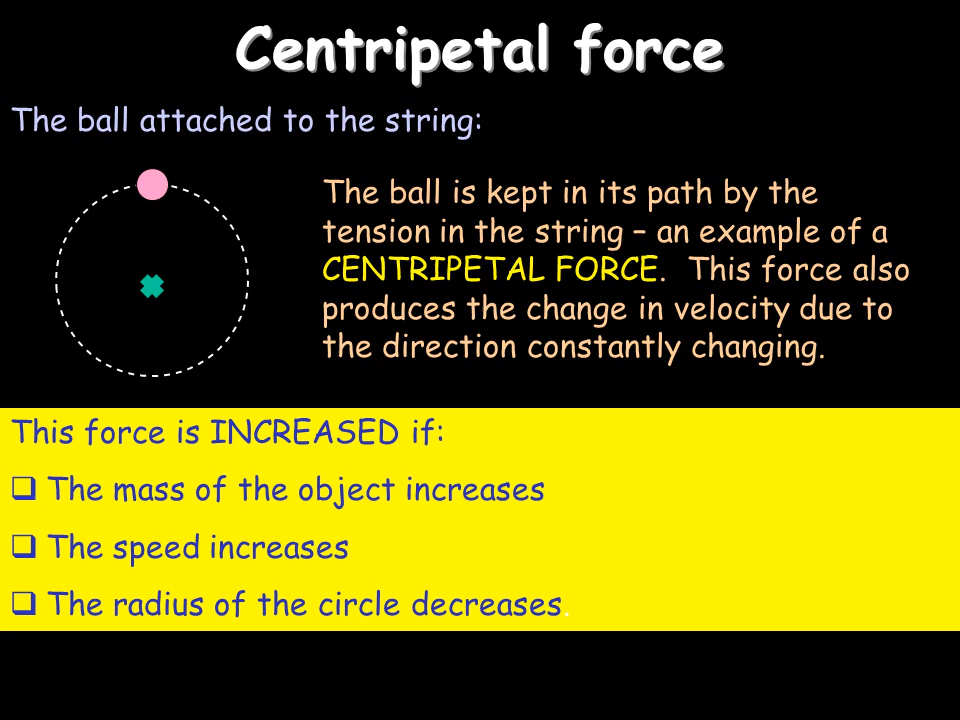 Centripetal force
The ball attached to the string:
The ball is kept in its path by the
tension in the string – an example of a
CENTRIPETAL FORCE.  This force also
produces the change in velocity due to
the direction constantly changing.
This force is INCREASED if:
❑ The mass of the object increases
❑ The speed increases
❑ The radius of the circle decreases.